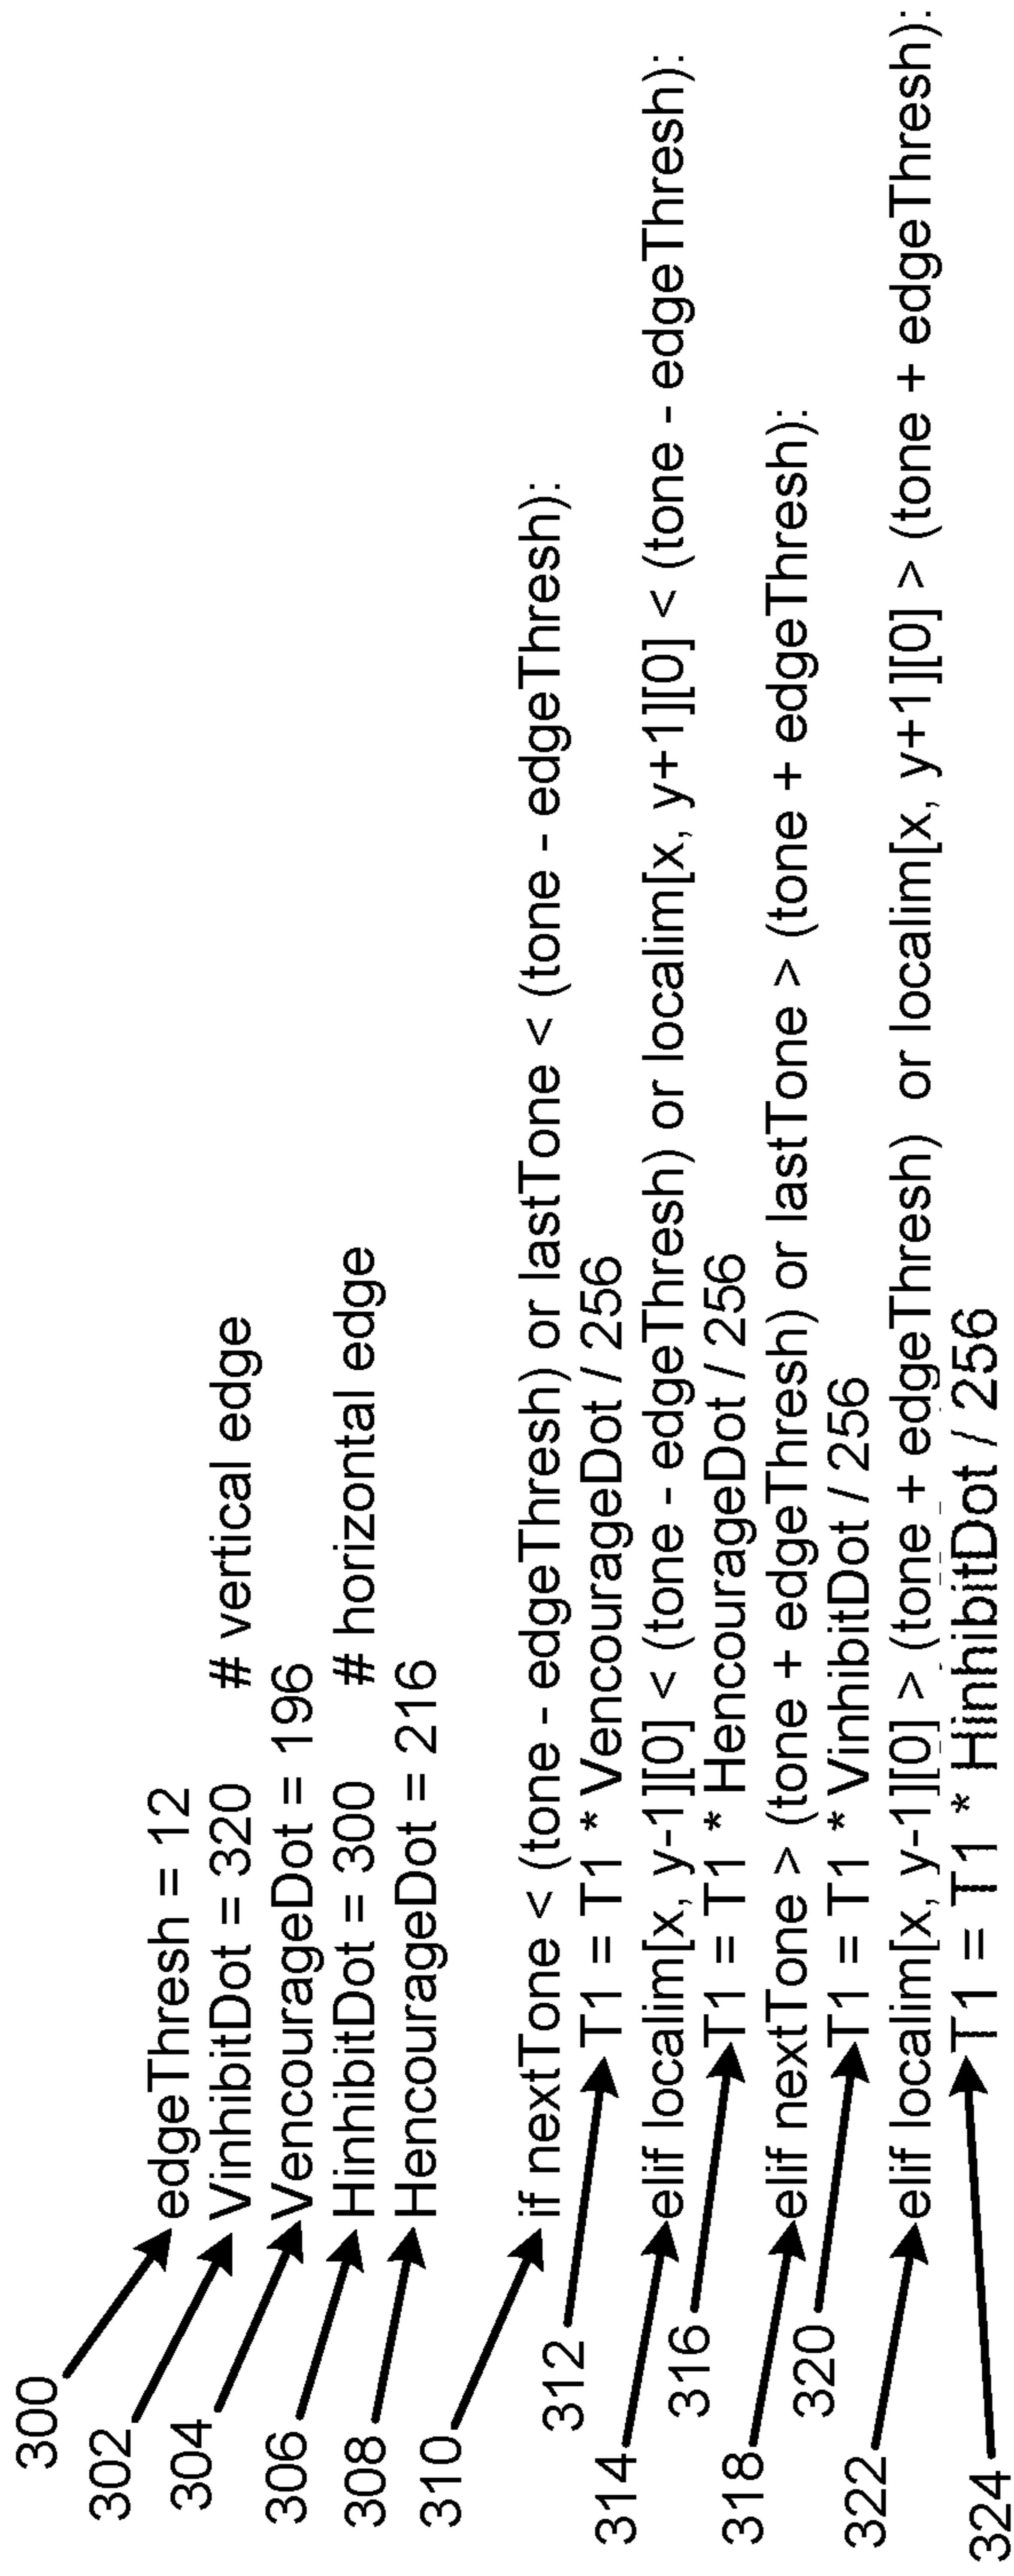 300 edgeThresh = 12
302 VinhibitDot = 320 # vertical edge
304 VencourageDot = 196
306 HinhibitDot = 300 # horizontal edge
308 HencourageDot = 216
310 if nextTone < (tone - edgeThresh) or lastTone < (tone - edgeThresh):
312 T1 = T1 * VencourageDot / 256
314 elif localim[x, y-1][0] < (tone - edgeThresh) or localim[x, y+1][0] < (tone - edgeThresh):
316 T1 = T1 * HencourageDot / 256
318 elif nextTone > (tone + edgeThresh) or lastTone > (tone + edgeThresh):
320 T1 = T1 * VinhibitDot / 256
322 elif localim[x, y-1][0] > (tone + edgeThresh) or localim[x, y+1][0] > (tone + edgeThresh):
324 T1 = T1 * HinhibitDot / 256